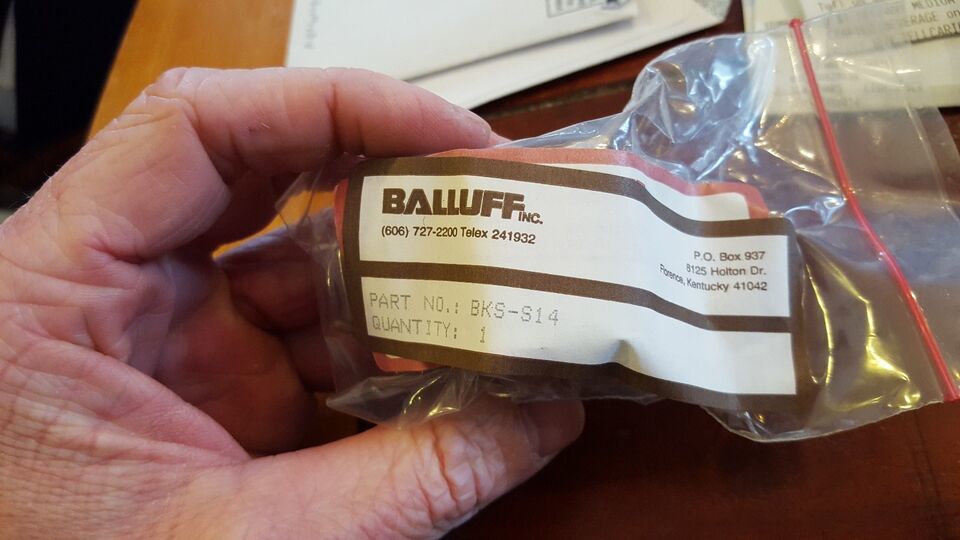 BALLUFF INC.
(606) 727-2200 Telex 241932
P.O. Box 937
8125 Holton Dr.
Florence, Kentucky 41042
PART NO.: BKS-S14
QUANTITY: 1
MEDICA